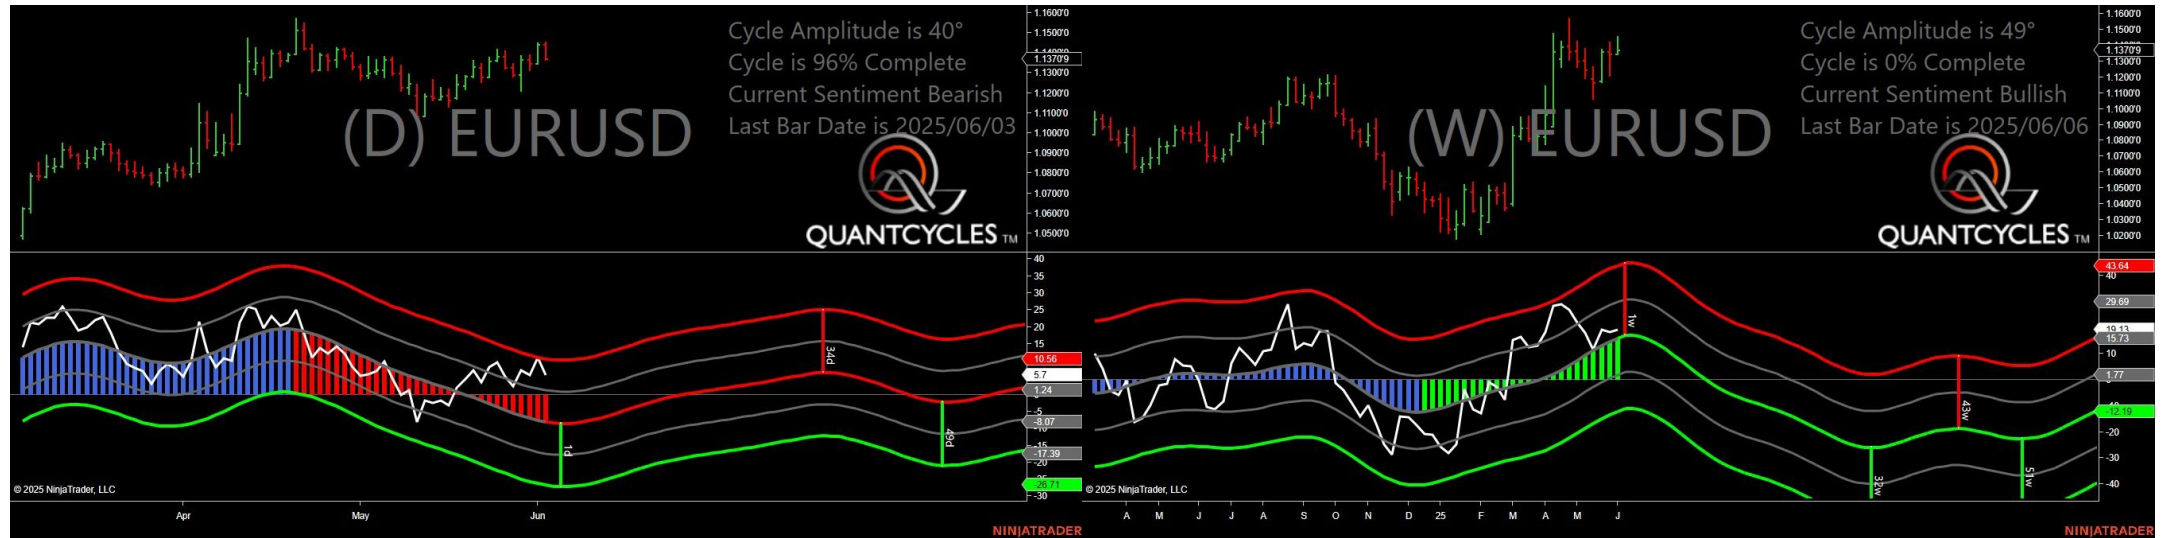 Cycle Amplitude is 40°
Cycle is 96% Complete
Current Sentiment Bearish
Last Bar Date is 2025/06/03
(D) EURUSD
QUANTCYCLES TM
1.1600'0
1.1500'0
1.1370'9
1.1300'0
1.1200'0
1.1100'0
1.1000'0
1.0900'0
1.0800'0
1.0700'0
1.0600'0
1.0500'0
40
35
30
25
20
15
10.56
5.7
1.24
-5
-8.07
-15
-17.39
-20
-26.71
-30
34d
1d
49d
© 2025 NinjaTrader, LLC
Apr
May
Jun
NINJATRADER
Cycle Amplitude is 49°
Cycle is 0% Complete
Current Sentiment Bullish
Last Bar Date is 2025/06/06
(W) EURUSD
QUANTCYCLES TM
1.1600'0
1.1500'0
1.1370'9
1.1300'0
1.1200'0
1.1100'0
1.1000'0
1.0900'0
1.0800'0
1.0700'0
1.0600'0
1.0500'0
1.0400'0
1.0300'0
1.0200'0
43.64
40
29.69
19.13
15.73
10
1.77
-12.19
-20
-30
-40
1w
43w
32w
51w
© 2025 NinjaTrader, LLC
A M J J A S O N D 25 F M A M J
NINJATRADER